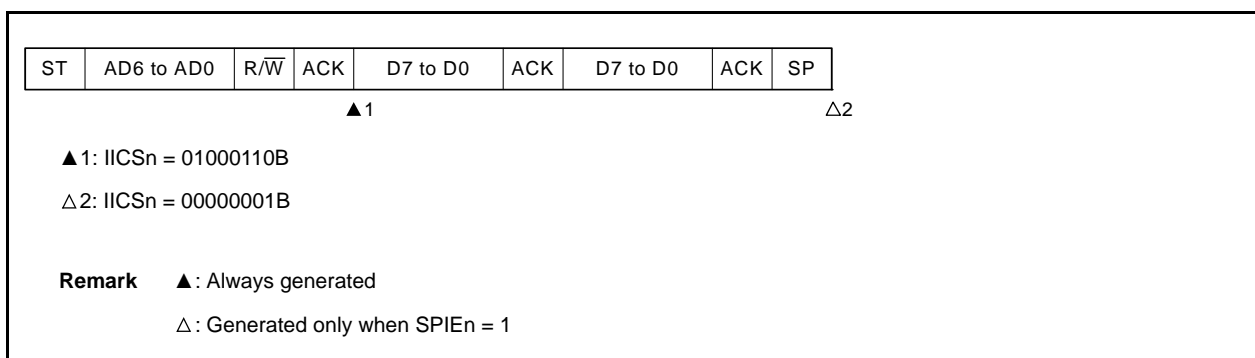 ST AD6 to AD0 R/W̅ ACK D7 to D0 ACK D7 to D0 ACK SP
▲1 △2
▲1: IICSn = 01000110B
△2: IICSn = 00000001B
Remark ▲: Always generated
△: Generated only when SPIEn = 1